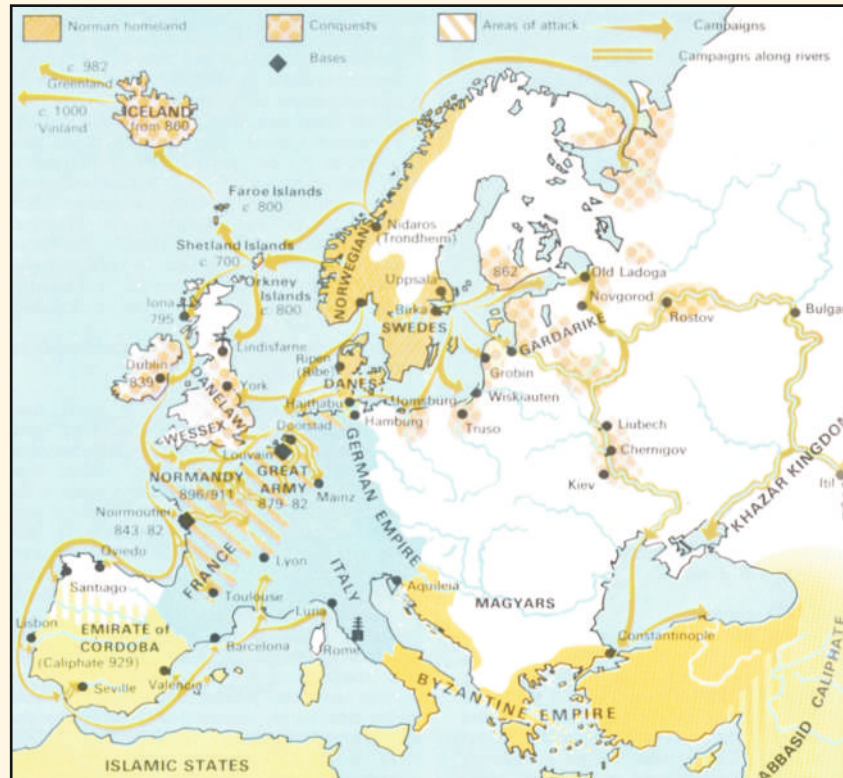 Norman homeland
Conquests
Areas of attack
Campaigns
Bases
Campaigns along rivers
c. 982
Greenland
c. 1000
'Vinland'
ICELAND
from 860
Faroe Islands
c. 800
Shetland Islands
c. 700
Orkney
Islands
c. 800
Nidaros
(Trondheim)
NORWEGIANS
Uppsala
Birka
SWEDES
862
Old Ladoga
Novgorod
Rostov
Bulgar
GARDARIKE
Iona
795
Lindisfarne
Dublin
839
York
DANELAW
WESSEX
Ripen
(Ribe)
DANES
Haithabu
Jomsburg
Hamburg
Grobin
Wiskiauten
Truso
Liubech
Chernigov
Kiev
KHAZAR KINGDOM
Itil
Doorstad
Louvain
NORMANDY
896/911
GREAT
ARMY
879-82
Mainz
GERMAN EMPIRE
Noirmoutier
843-82
FRANCE
Lyon
Toulouse
Oviedo
Santiago
Lisbon
EMIRATE of
CORDOBA
(Caliphate 929)
Seville
Valencia
Barcelona
Luna
ITALY
Rome
Aquileia
MAGYARS
Constantinople
BYZANTINE EMPIRE
ABBASID CALIPHATE
ISLAMIC STATES